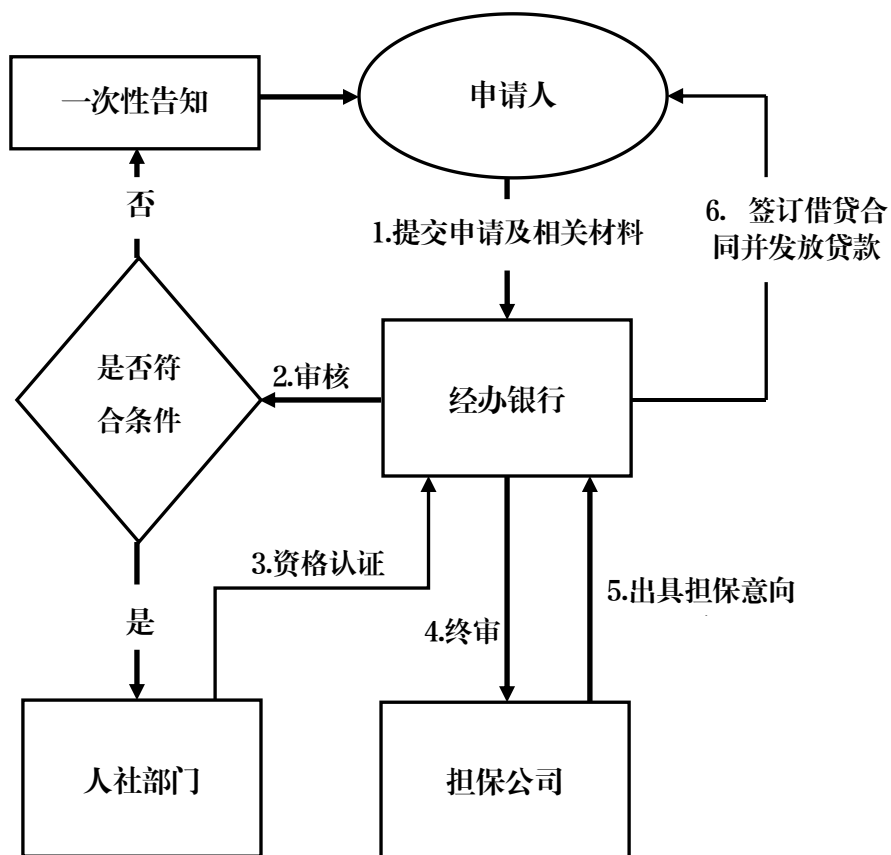 一次性告知
申请人
否
1.提交申请及相关材料
6. 签订借贷合
同并发放贷款
是否符
合条件
2.审核
经办银行
3.资格认证
5.出具担保意向
是
4.终审
人社部门
担保公司